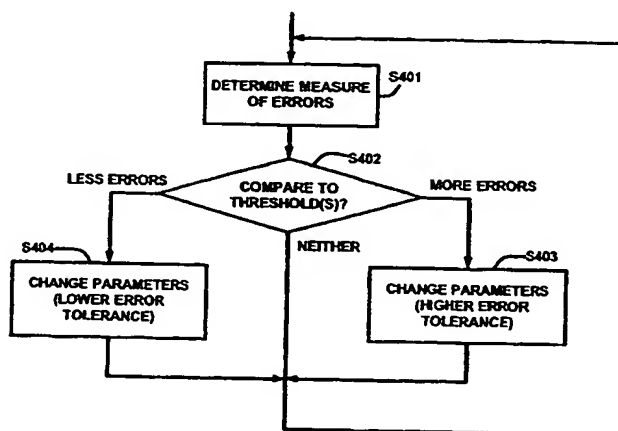 DETERMINE MEASURE
OF ERRORS
S401
S402
LESS ERRORS
COMPARE TO
THRESHOLD(S)?
MORE ERRORS
NEITHER
S404
CHANGE PARAMETERS
(LOWER ERROR
TOLERANCE)
S403
CHANGE PARAMETERS
(HIGHER ERROR
TOLERANCE)